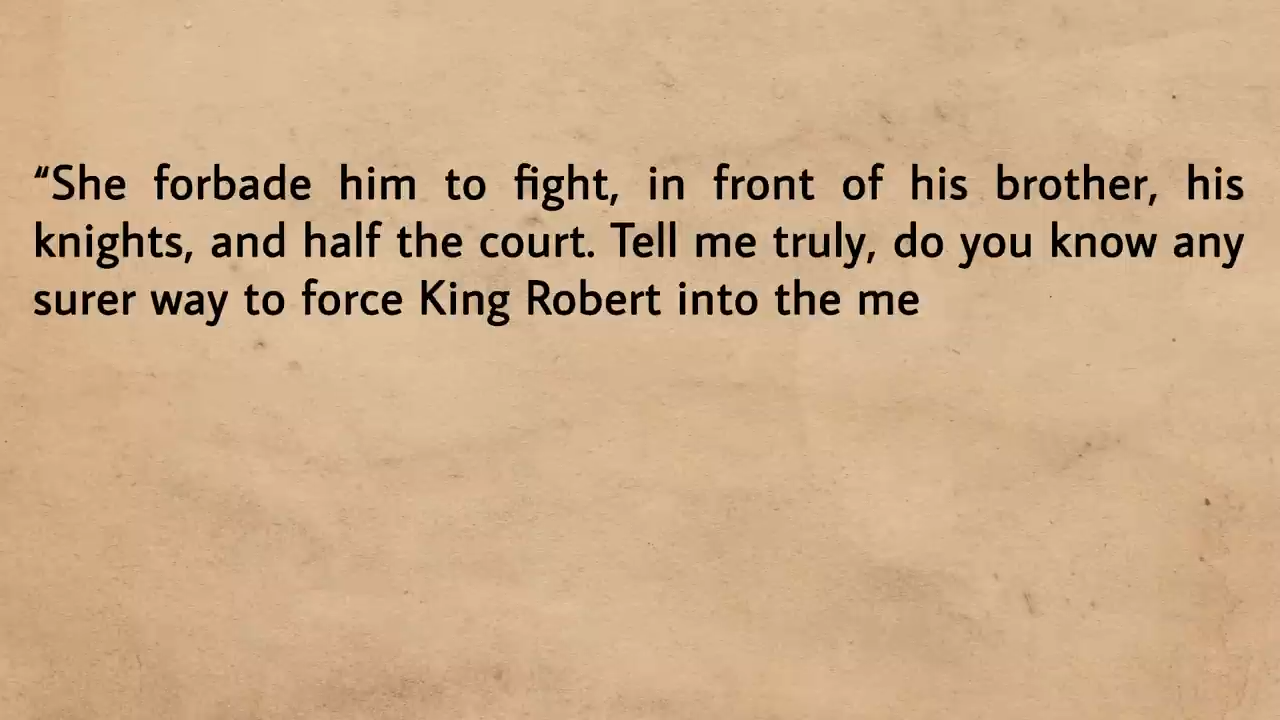 “She forbade him to fight, in front of his brother, his
knights, and half the court. Tell me truly, do you know any
surer way to force King Robert into the me